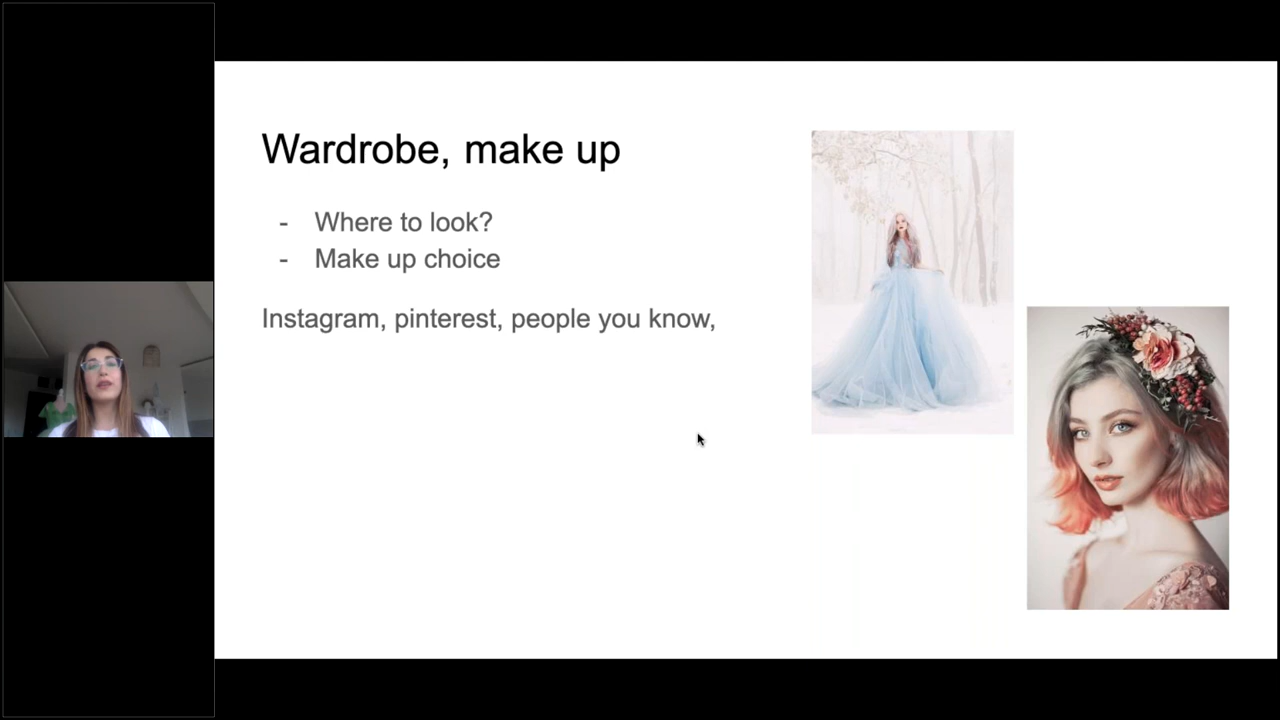 Wardrobe, make up
- Where to look?
- Make up choice
Instagram, pinterest, people you know,